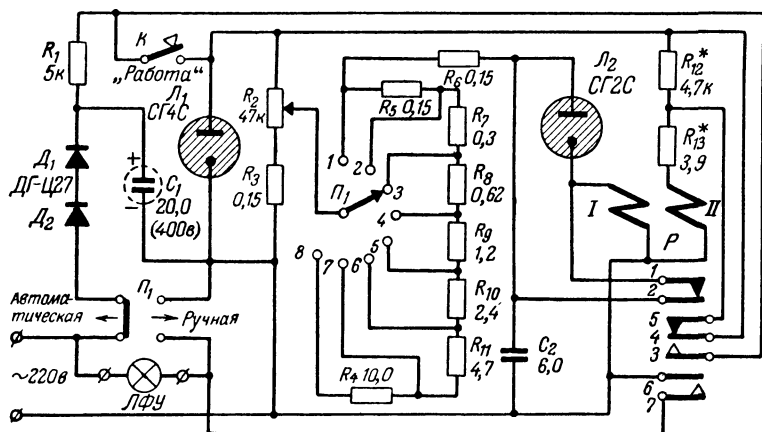 К
„Работа“
R₁
5к
Л₁
СГ4С
R₂
47к
R₃
0,15
Д₁
ДГ-Ц27
Д₂
+
C₁
20,0
(400в)
–
П₁
Автома-
тическая
Ручная
~220в
ЛФУ
R₆ 0,15
R₅ 0,15
R₇
0,3
R₈
0,62
R₉
1,2
R₁₀
2,4
R₁₁
4,7
R₄ 10,0
1
2
П₁
3
4
5
6
7
8
C₂
6,0
Л₂
СГ2С
R₁₂*
4,7к
R₁₃*
3,9
I
II
Р
1
2
5
4
3
6
7